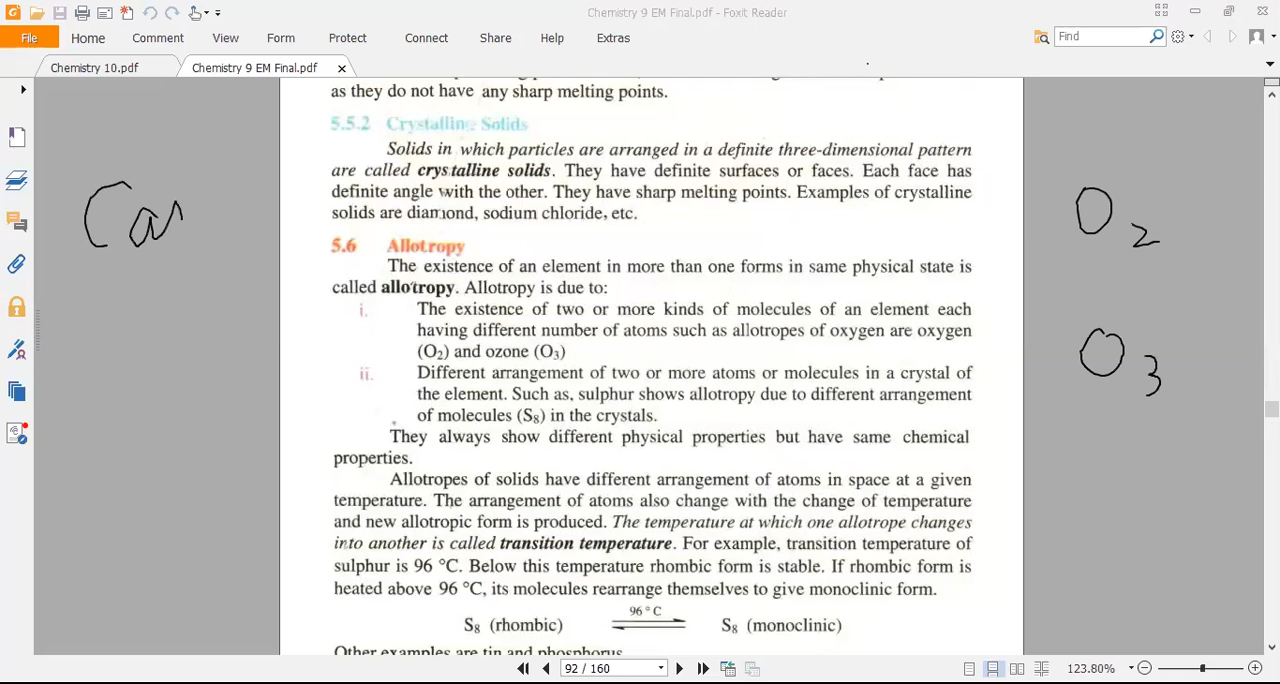 Chemistry 9 EM Final.pdf - Foxit Reader
File Home Comment View Form Protect Connect Share Help Extras Find
Chemistry 10.pdf Chemistry 9 EM Final.pdf
as they do not have any sharp melting points.
5.5.2 Crystalline Solids
Solids in which particles are arranged in a definite three-dimensional pattern
are called crystalline solids. They have definite surfaces or faces. Each face has
definite angle with the other. They have sharp melting points. Examples of crystalline
solids are diamond, sodium chloride, etc.
Car
O2
5.6 Allotropy
The existence of an element in more than one forms in same physical state is
called allotropy. Allotropy is due to:
i. The existence of two or more kinds of molecules of an element each
having different number of atoms such as allotropes of oxygen are oxygen
(O₂) and ozone (O₃)
O3
ii. Different arrangement of two or more atoms or molecules in a crystal of
the element. Such as, sulphur shows allotropy due to different arrangement
of molecules (S₈) in the crystals.
They always show different physical properties but have same chemical
properties.
Allotropes of solids have different arrangement of atoms in space at a given
temperature. The arrangement of atoms also change with the change of temperature
and new allotropic form is produced. The temperature at which one allotrope changes
into another is called transition temperature. For example, transition temperature of
sulphur is 96 °C. Below this temperature rhombic form is stable. If rhombic form is
heated above 96 °C, its molecules rearrange themselves to give monoclinic form.
96 °C
S₈ (rhombic) ⇌ S₈ (monoclinic)
Other examples are tin and phosphorus
92 / 160 123.80%